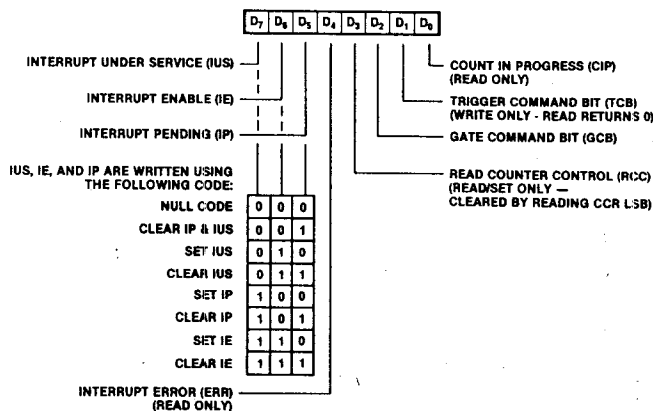 D7 D6 D5 D4 D3 D2 D1 D0
INTERRUPT UNDER SERVICE (IUS)
INTERRUPT ENABLE (IE)
INTERRUPT PENDING (IP)
IUS, IE, AND IP ARE WRITTEN USING
THE FOLLOWING CODE:
NULL CODE 0 0 0
CLEAR IP & IUS 0 0 1
SET IUS 0 1 0
CLEAR IUS 0 1 1
SET IP 1 0 0
CLEAR IP 1 0 1
SET IE 1 1 0
CLEAR IE 1 1 1
INTERRUPT ERROR (ERR)
(READ ONLY)
COUNT IN PROGRESS (CIP)
(READ ONLY)
TRIGGER COMMAND BIT (TCB)
(WRITE ONLY - READ RETURNS 0)
GATE COMMAND BIT (GCB)
READ COUNTER CONTROL (RCC)
(READ/SET ONLY —
CLEARED BY READING CCR LSB)